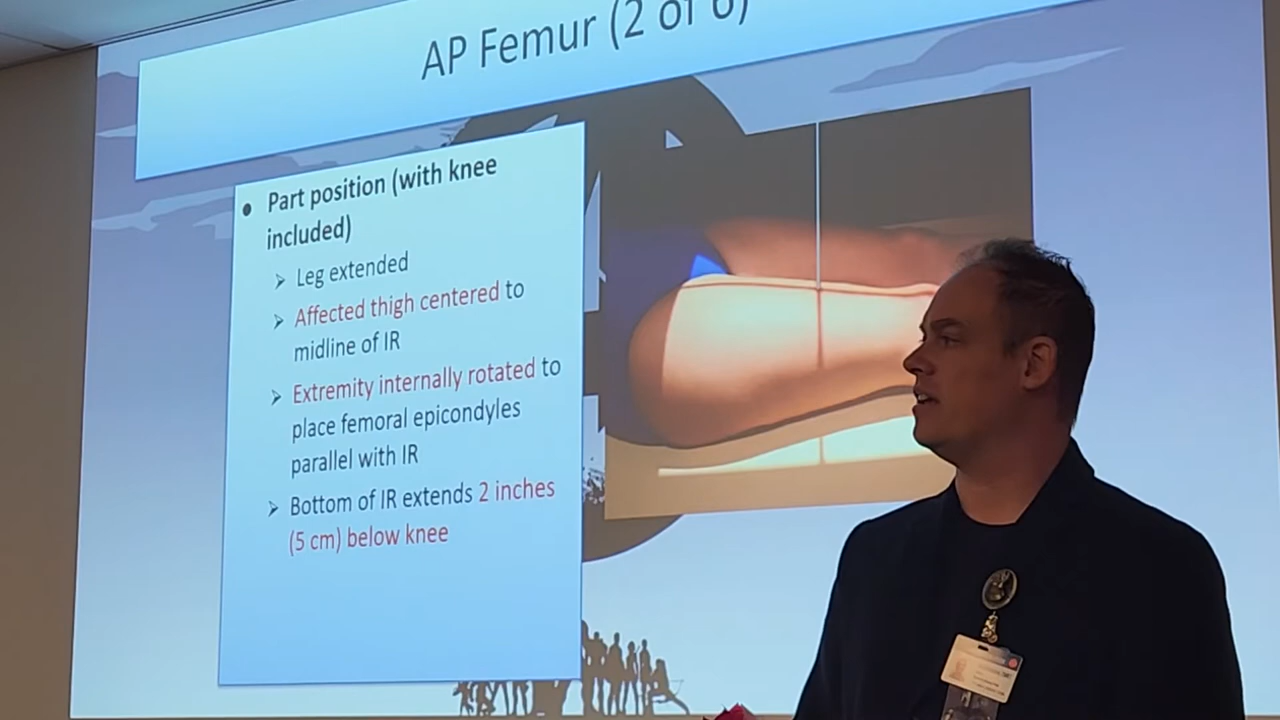 AP Femur (2 of 6)
• Part position (with knee
included)
➢ Leg extended
➢ Affected thigh centered to
midline of IR
➢ Extremity internally rotated to
place femoral epicondyles
parallel with IR
➢ Bottom of IR extends 2 inches
(5 cm) below knee